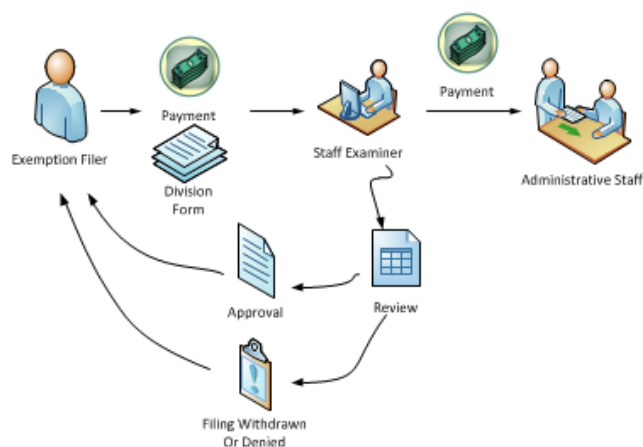 Payment
Payment
Exemption Filer
Division
Form
Staff Examiner
Administrative Staff
Approval
Review
Filing Withdrawn
Or Denied